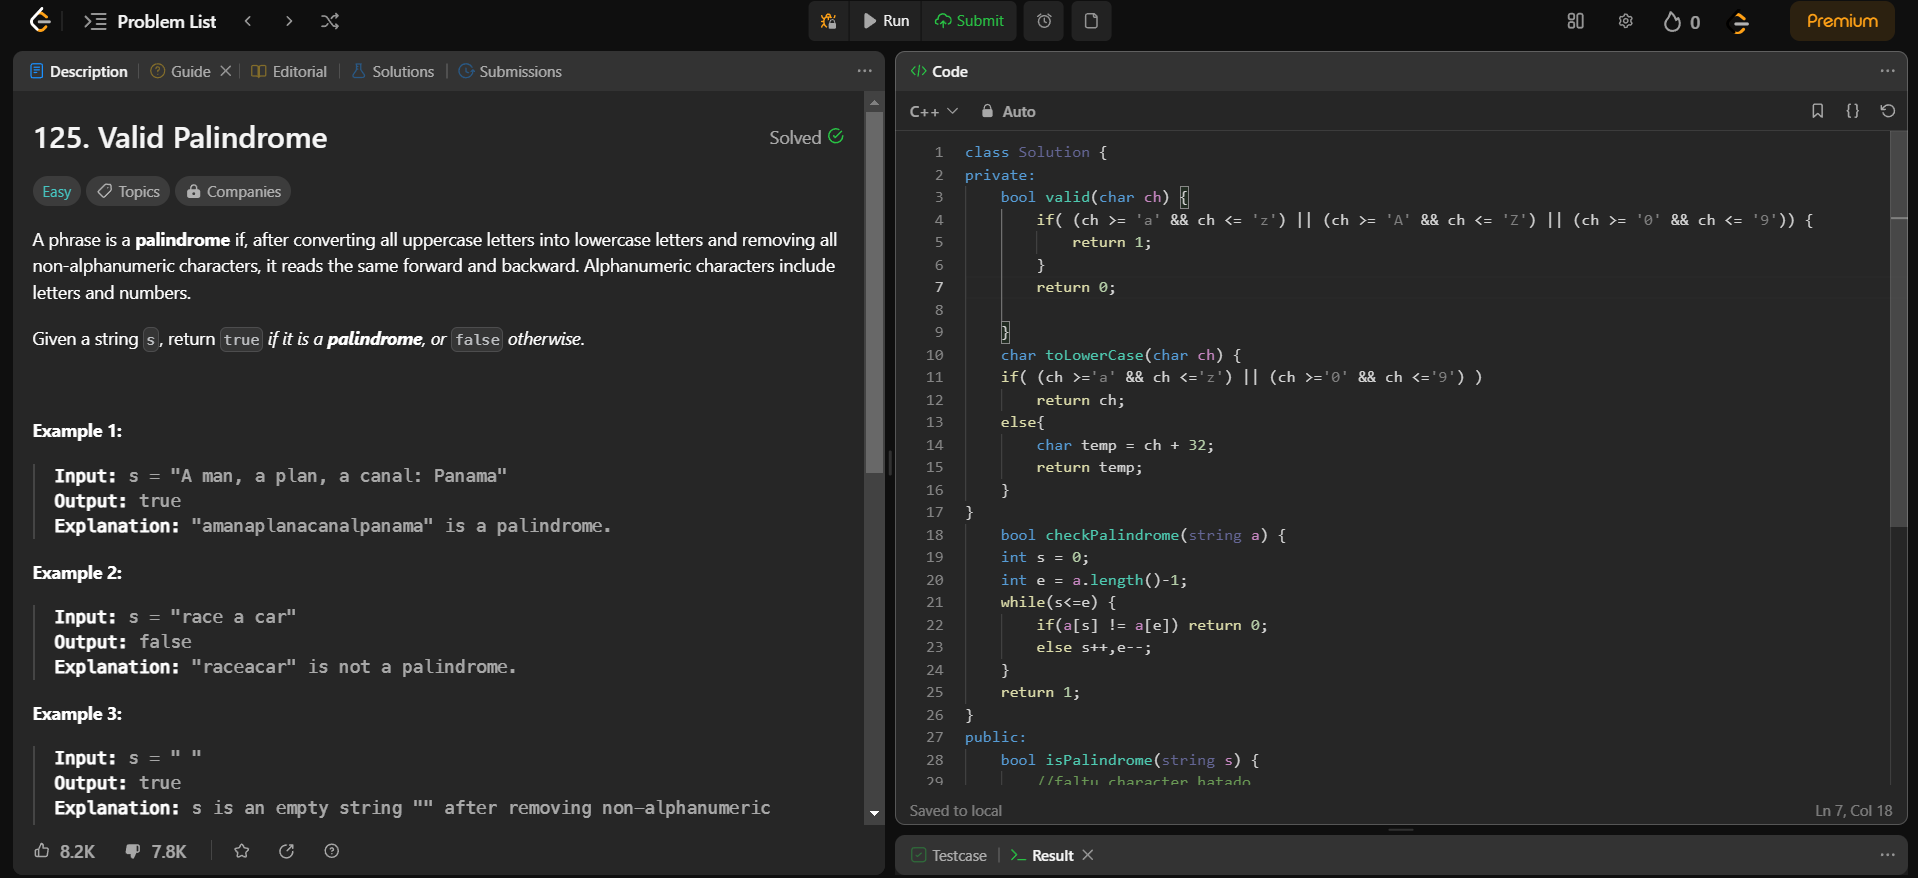 Problem List
Run
Submit
0
Premium
Description
Guide
Editorial
Solutions
Submissions
125. Valid Palindrome
Solved
Easy
Topics
Companies
A phrase is a palindrome if, after converting all uppercase letters into lowercase letters and removing all
non-alphanumeric characters, it reads the same forward and backward. Alphanumeric characters include
letters and numbers.
Given a string s, return true if it is a palindrome, or false otherwise.
Example 1:
Input: s = "A man, a plan, a canal: Panama"
Output: true
Explanation: "amanaplanacanalpanama" is a palindrome.
Example 2:
Input: s = "race a car"
Output: false
Explanation: "raceacar" is not a palindrome.
Example 3:
Input: s = " "
Output: true
Explanation: s is an empty string "" after removing non-alphanumeric
8.2K
7.8K
</> Code
C++
Auto
{}
1 class Solution {
2 private:
3 bool valid(char ch) {
4 if( (ch >= 'a' && ch <= 'z') || (ch >= 'A' && ch <= 'Z') || (ch >= '0' && ch <= '9')) {
5 return 1;
6 }
7 return 0;
8
9 }
10 char toLowerCase(char ch) {
11 if( (ch >='a' && ch <='z') || (ch >='0' && ch <='9') )
12 return ch;
13 else{
14 char temp = ch + 32;
15 return temp;
16 }
17 }
18 bool checkPalindrome(string a) {
19 int s = 0;
20 int e = a.length()-1;
21 while(s<=e) {
22 if(a[s] != a[e]) return 0;
23 else s++,e--;
24 }
25 return 1;
26 }
27 public:
28 bool isPalindrome(string s) {
29 //faltu character hatado
Saved to local
Ln 7, Col 18
Testcase
>_ Result